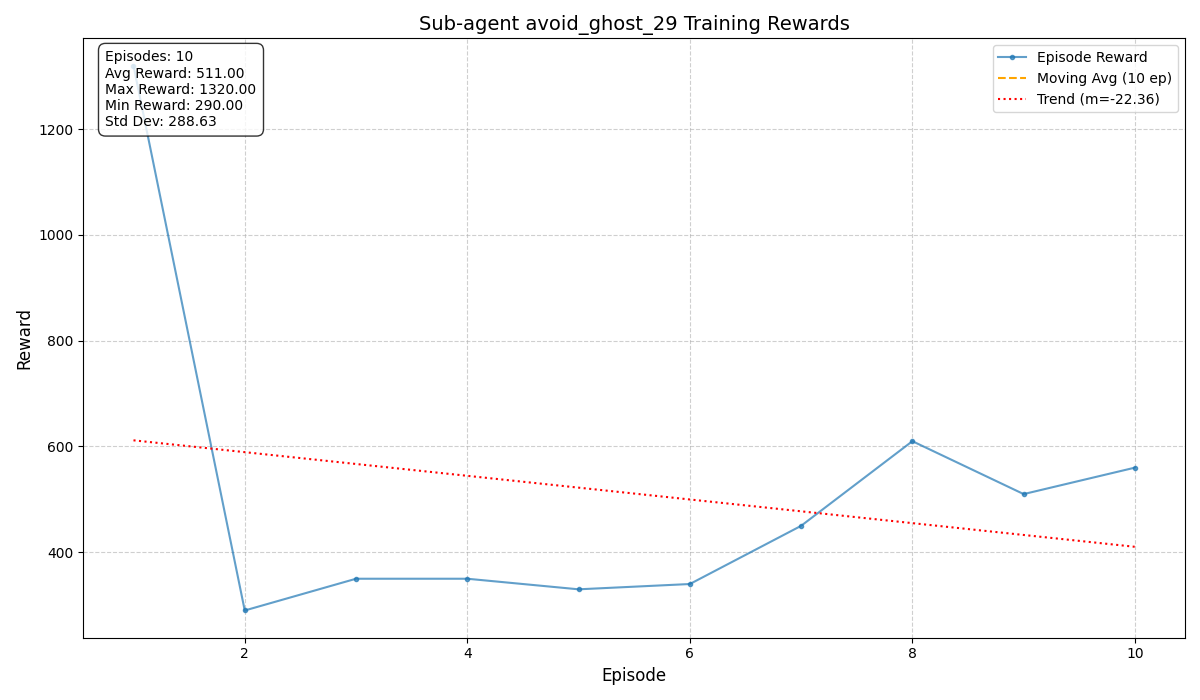 Sub-agent avoid_ghost_29 Training Rewards
Episodes: 10
Avg Reward: 511.00
Max Reward: 1320.00
Min Reward: 290.00
Std Dev: 288.63
Episode Reward
Moving Avg (10 ep)
Trend (m=-22.36)
Reward
1200
1000
800
600
400
2
4
6
8
10
Episode